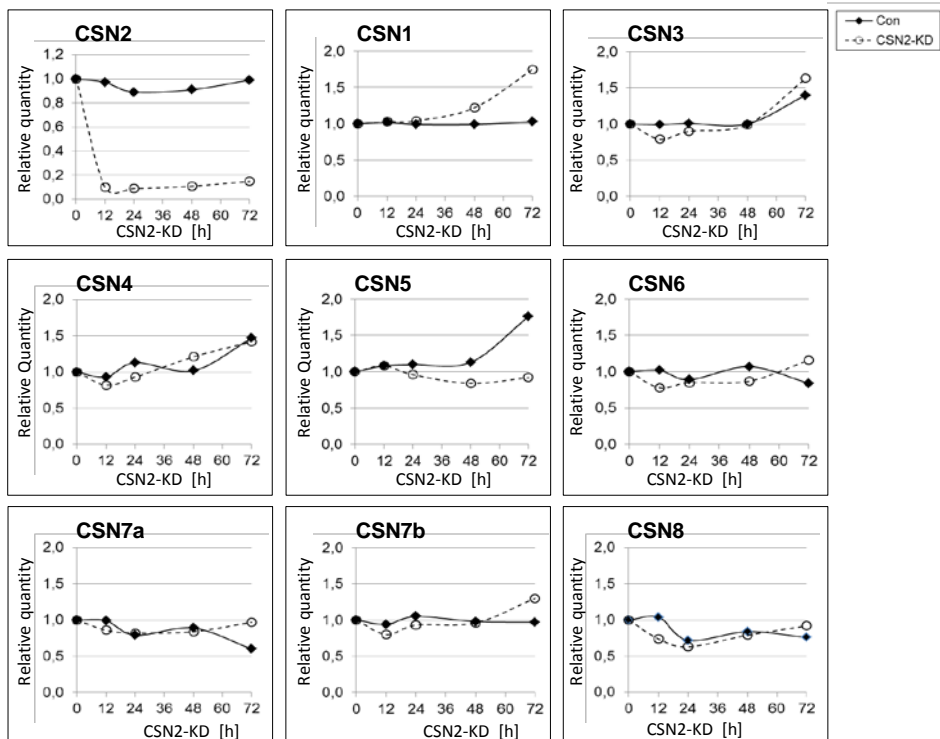 Con
CSN2-KD
CSN2
Relative quantity
1,2
1,0
0,8
0,6
0,4
0,2
0,0
0 12 24 36 48 60 72
CSN2-KD [h]
CSN1
Relative quantity
2,0
1,5
1,0
0,5
0,0
0 12 24 36 48 60 72
CSN2-KD [h]
CSN3
Relative quantity
2,0
1,5
1,0
0,5
0,0
0 12 24 36 48 60 72
CSN2-KD [h]
CSN4
Relative Quantity
2,0
1,5
1,0
0,5
0,0
0 12 24 36 48 60 72
CSN2-KD [h]
CSN5
Relative Quantity
2,0
1,5
1,0
0,5
0,0
0 12 24 36 48 60 72
CSN2-KD [h]
CSN6
Relative Quantity
2,0
1,5
1,0
0,5
0,0
0 12 24 36 48 60 72
CSN2-KD [h]
CSN7a
Relative quantity
2,0
1,5
1,0
0,5
0,0
0 12 24 36 48 60 72
CSN2-KD [h]
CSN7b
Relative quantity
2,0
1,5
1,0
0,5
0,0
0 12 24 36 48 60 72
CSN2-KD [h]
CSN8
Relative quantity
2,0
1,5
1,0
0,5
0,0
0 12 24 36 48 60 72
CSN2-KD [h]